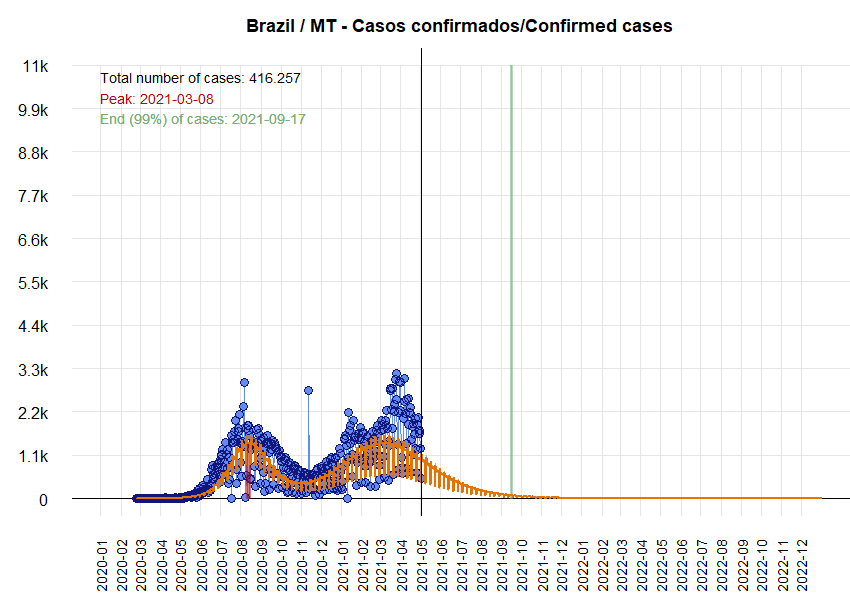 Brazil / MT - Casos confirmados/Confirmed cases
11k
Total number of cases: 416.257
Peak: 2021-03-08
9.9k
End (99%) of cases: 2021-09-17
8.8k
7.7k
6.6k
5.5k
4.4k
3.3k
2.2k
1.1k
0
2020-01
2020-02
2020-03
2020-04
2020-05
2020-06
2020-07
2020-08
2020-09
2020-10
2020-11
2020-12
2021-01
2021-02
2021-03
2021-04
2021-05
2021-06
2021-07
2021-08
2021-09
2021-10
2021-11
2021-12
2022-02
2022-03
2022-04
2022-05
2022-06
2022-07
2022-08
2022-09
2022-10
2022-11
2022-12